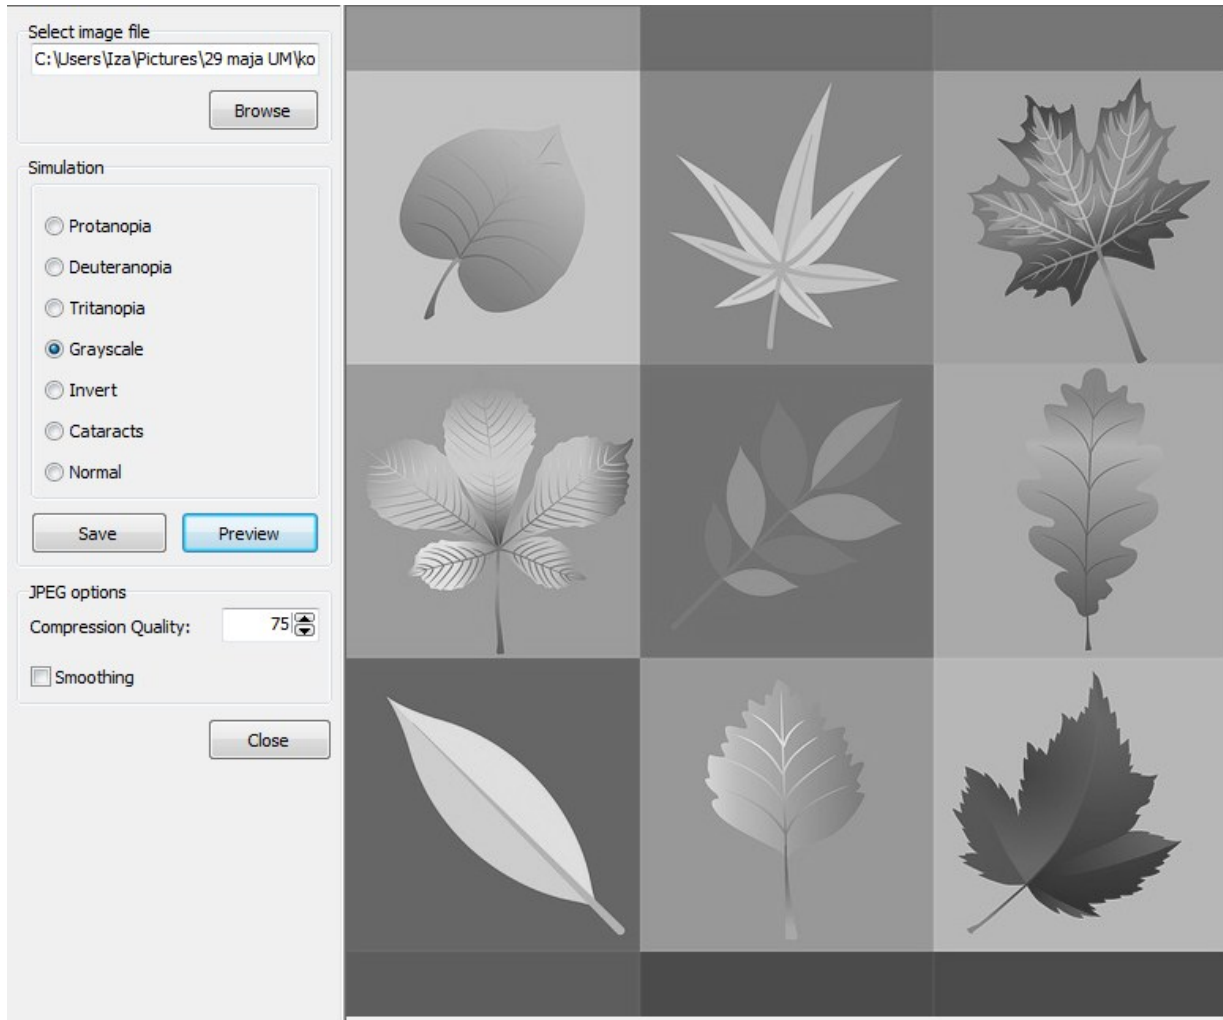 Select image file
C:\Users\Iza\Pictures\29 maja UM\ko
Browse
Simulation
Protanopia
Deuteranopia
Tritanopia
Grayscale
Invert
Cataracts
Normal
Save Preview
JPEG options
Compression Quality: 75
Smoothing
Close